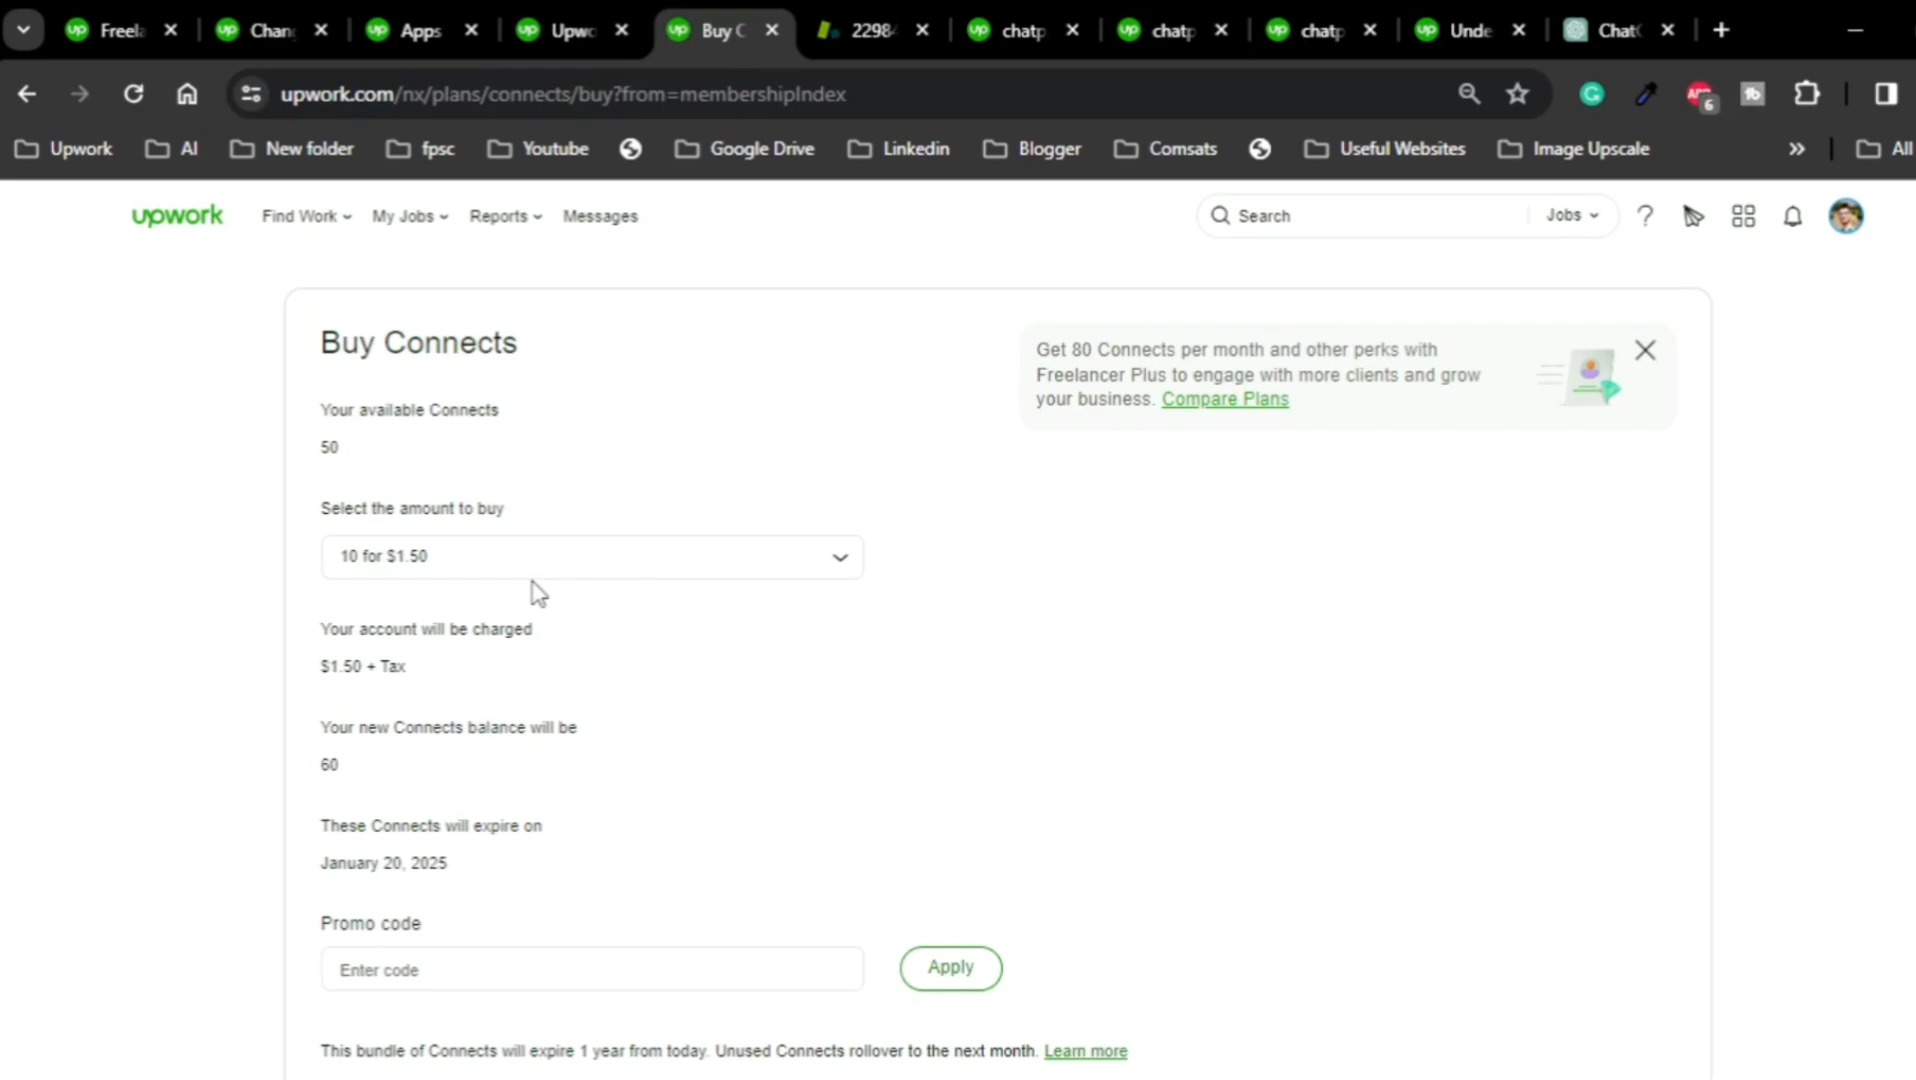 Freel
Chan
Apps
Upwo
Buy C
2298
chatp
chatp
chatp
Unde
Chat
upwork.com/nx/plans/connects/buy?from=membershipIndex
6
Upwork
AI
New folder
fpsc
Youtube
Google Drive
Linkedin
Blogger
Comsats
Useful Websites
Image Upscale
All
upwork
Find Work
My Jobs
Reports
Messages
Search
Jobs
Buy Connects
Get 80 Connects per month and other perks with
Freelancer Plus to engage with more clients and grow
your business. Compare Plans
Your available Connects
50
Select the amount to buy
10 for $1.50
Your account will be charged
$1.50 + Tax
Your new Connects balance will be
60
These Connects will expire on
January 20, 2025
Promo code
Enter code
Apply
This bundle of Connects will expire 1 year from today. Unused Connects rollover to the next month. Learn more